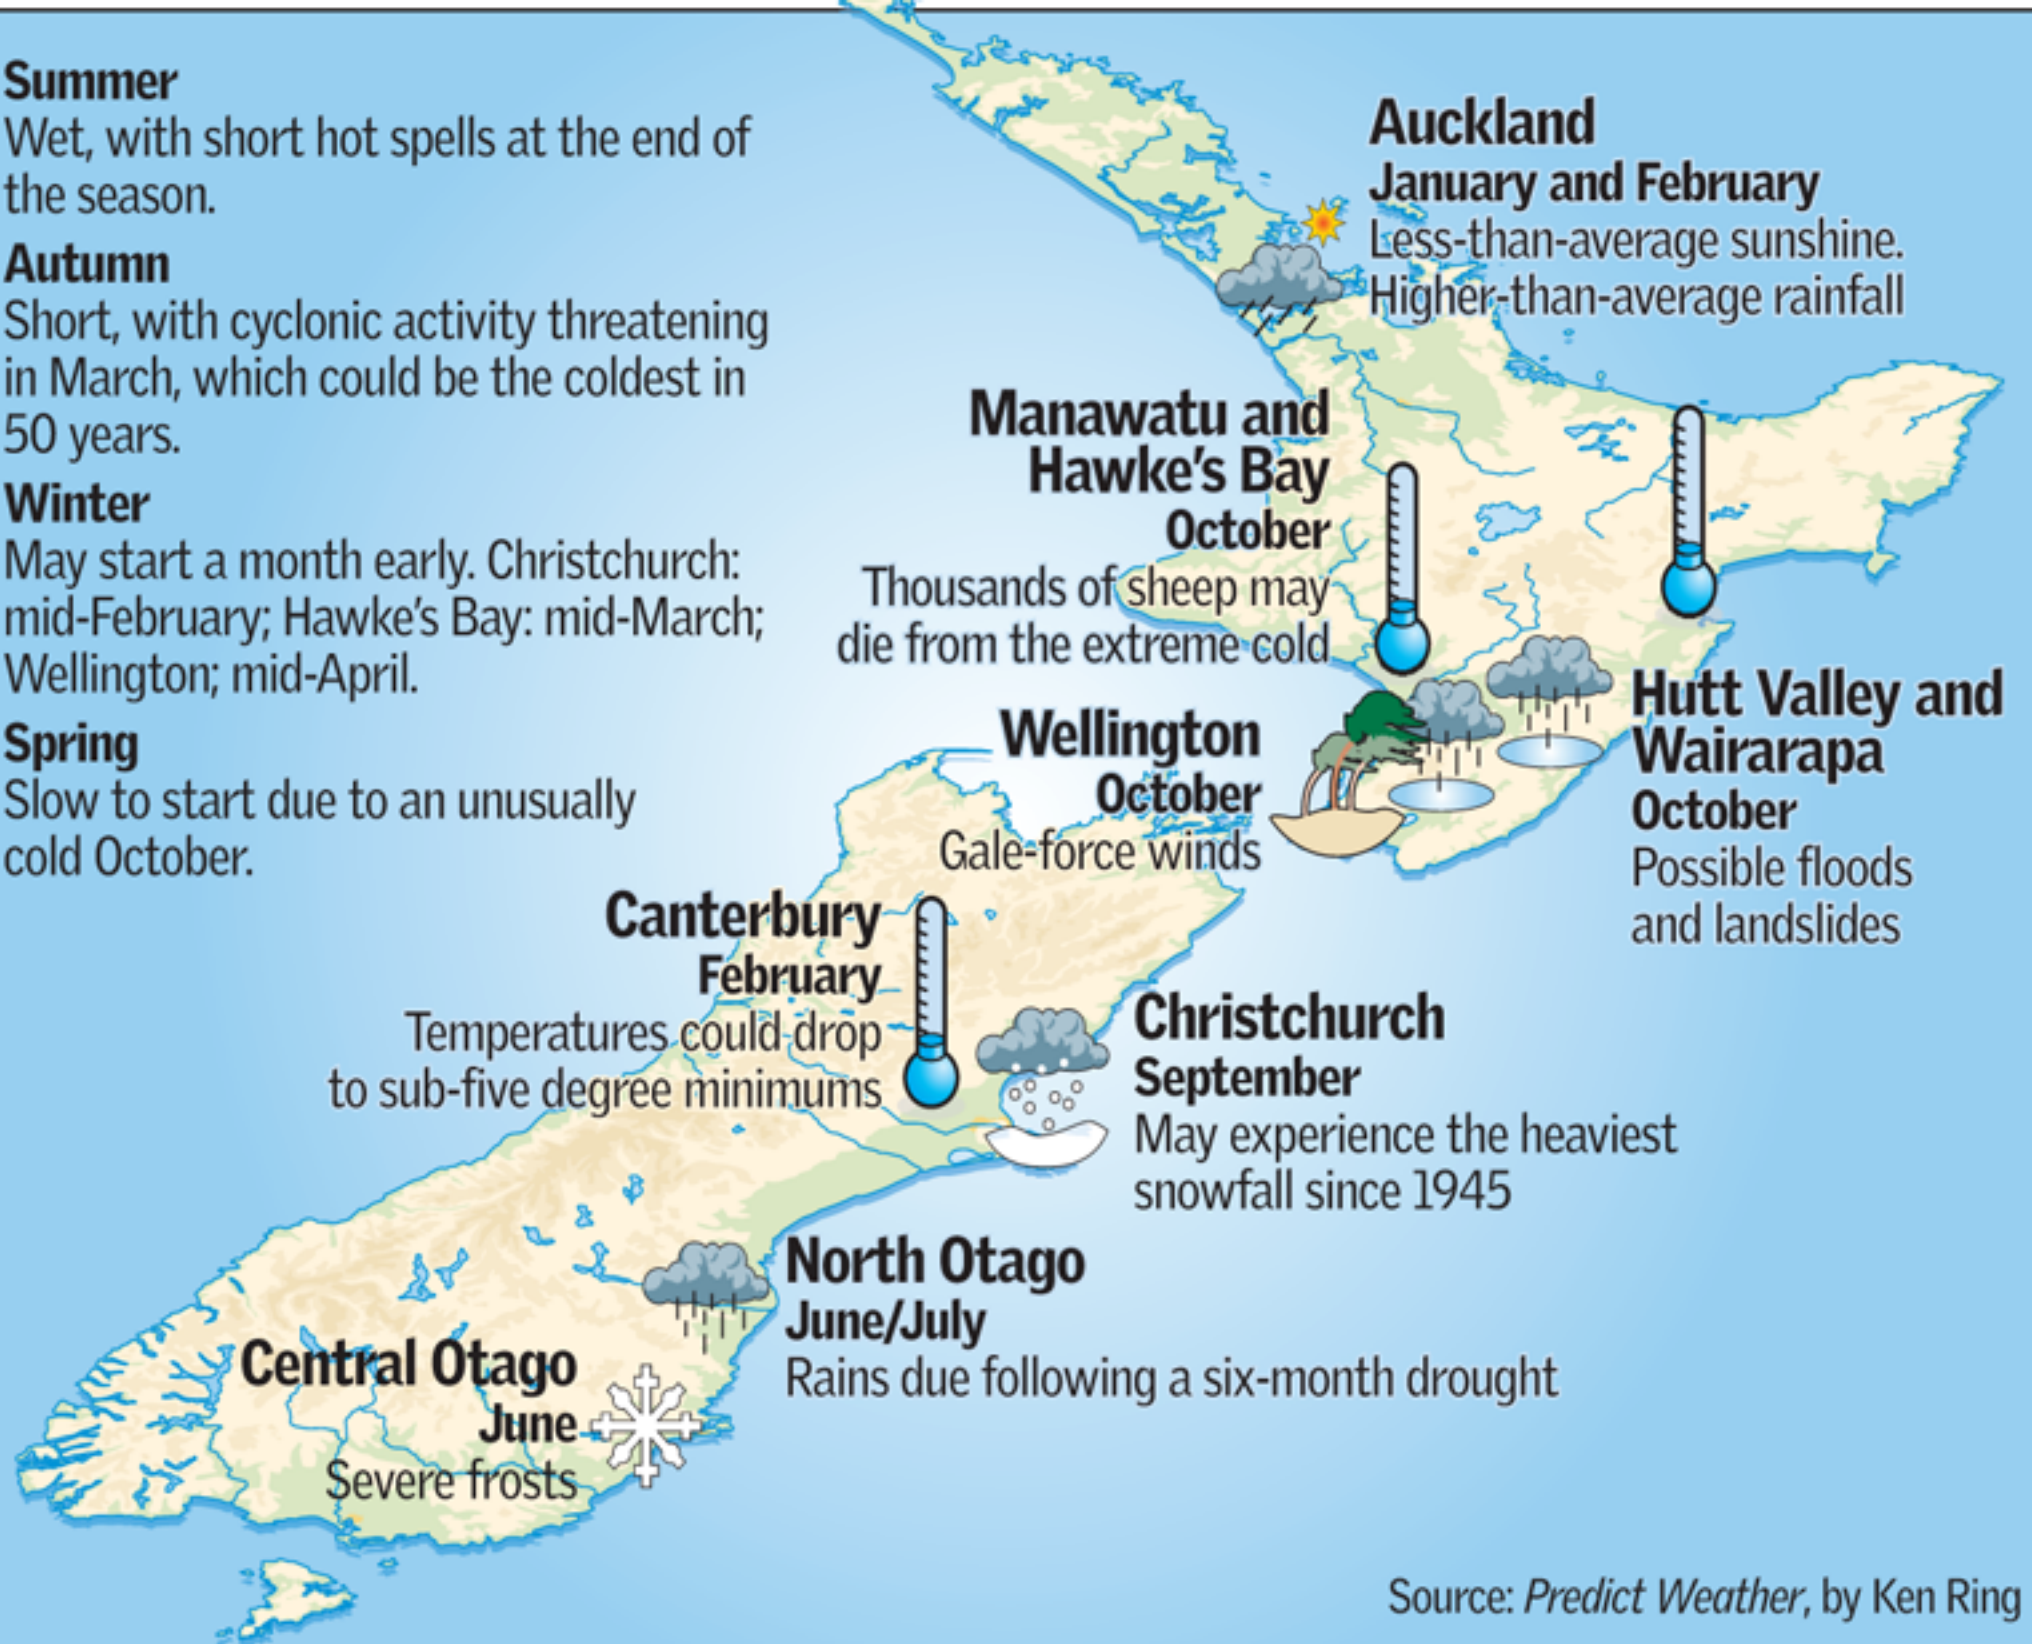 Summer
Wet, with short hot spells at the end of
the season.
Autumn
Short, with cyclonic activity threatening
in March, which could be the coldest in
50 years.
Winter
May start a month early. Christchurch:
mid-February; Hawke's Bay: mid-March;
Wellington; mid-April.
Spring
Slow to start due to an unusually
cold October.
Auckland
January and February
Less-than-average sunshine.
Higher-than-average rainfall
Manawatu and
Hawke's Bay
October
Thousands of sheep may
die from the extreme cold
Wellington
October
Gale-force winds
Hutt Valley and
Wairarapa
October
Possible floods
and landslides
Canterbury
February
Temperatures could drop
to sub-five degree minimums
Christchurch
September
May experience the heaviest
snowfall since 1945
North Otago
June/July
Rains due following a six-month drought
Central Otago
June
Severe frosts
Source: Predict Weather, by Ken Ring